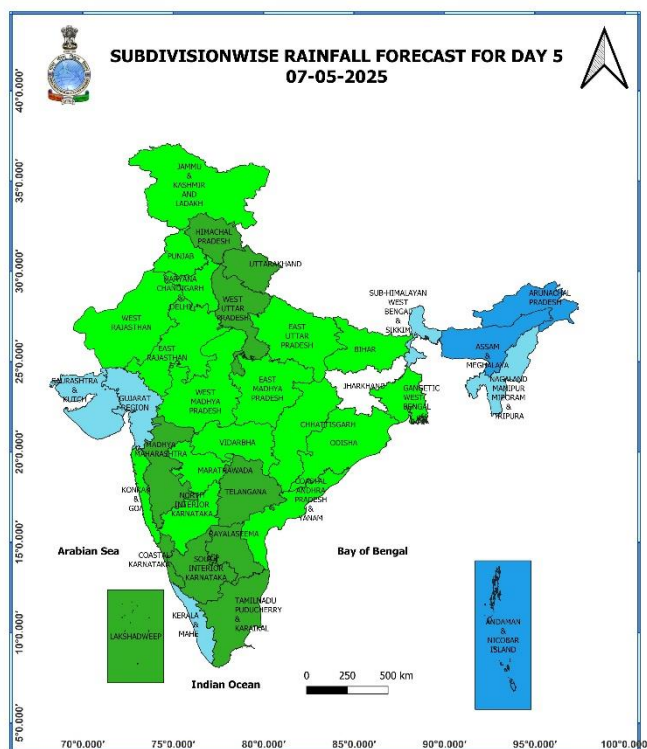 SUBDIVISIONWISE RAINFALL FORECAST FOR DAY 5
07-05-2025
40°0.000'
35°0.000'
30°0.000'
25°0.000'
20°0.000'
15°0.000'
10°0.000'
5°0.000'
JAMMU
&
KASHMIR
AND
LADAKH
HIMACHAL
PRADESH
PUNJAB
UTTARAKHAND
HARYANA
CHANDIGARH
&
DELHI
WEST
UTTAR
PRADESH
WEST
RAJASTHAN
EAST
RAJASTHAN
EAST
UTTAR
PRADESH
BIHAR
SUB-HIMALAYAN
WEST
BENGAL
&
SIKKIM
ARUNACHAL
PRADESH
ASSAM
&
MEGHALAYA
NAGALAND
MANIPUR
MIZORAM
&
TRIPURA
SAURASHTRA
&
KUTCH
GUJARAT
REGION
WEST
MADHYA
PRADESH
EAST
MADHYA
PRADESH
JHARKHAND
GANGETIC
WEST
BENGAL
CHHATTISGARH
ODISHA
MADHYA
MAHARASHTRA
VIDARBHA
MARATHWADA
KONKAN
&
GOA
NORTH
INTERIOR
KARNATAKA
TELANGANA
COASTAL
ANDHRA
PRADESH
&
YANAM
RAYALASEEMA
COASTAL
KARNATAKA
SOUTH
INTERIOR
KARNATAKA
KERALA
&
MAHE
TAMILNADU
PUDUCHERRY
&
KARAIKAL
LAKSHADWEEP
ANDAMAN
&
NICOBAR
ISLAND
Arabian Sea
Bay of Bengal
Indian Ocean
0 250 500 km
70°0.000' 75°0.000' 80°0.000' 85°0.000' 90°0.000' 95°0.000' 100°0.000'